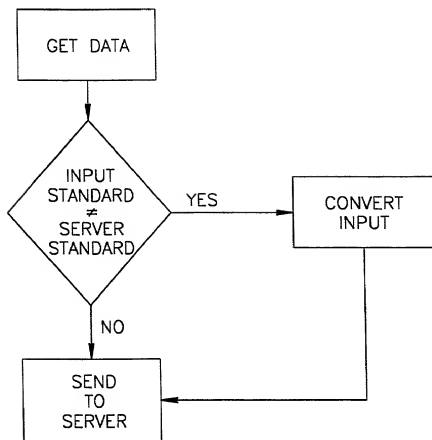 GET DATA
INPUT
STANDARD
≠
SERVER
STANDARD
YES
CONVERT
INPUT
NO
SEND
TO
SERVER